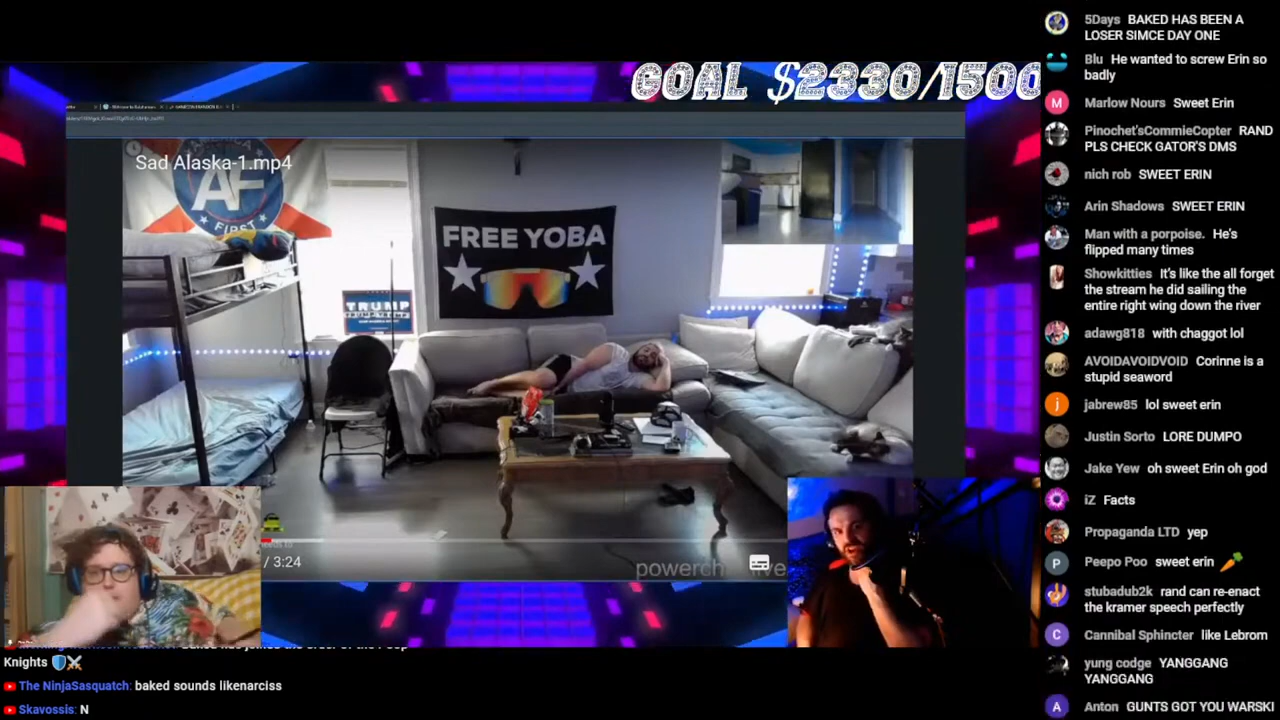 GOAL $2330/1500
Sad Alaska-1.mp4
AF
FIRST
FREE YOBA
TRUMP
/ 3:24
powerch
live
Knights 🛡️⚔️
The NinjaSasquatch: baked sounds likenarciss
Skavossis: N
5Days BAKED HAS BEEN A
LOSER SIMCE DAY ONE
Blu He wanted to screw Erin so
badly
M
Marlow Nours Sweet Erin
Pinochet'sCommieCopter RAND
PLS CHECK GATOR'S DMS
nich rob SWEET ERIN
Arin Shadows SWEET ERIN
Man with a porpoise. He's
flipped many times
Showkitties It's like the all forget
the stream he did sailing the
entire right wing down the river
adawg818 with chaggot lol
AVOIDAVOIDVOID Corinne is a
stupid seaword
j
jabrew85 lol sweet erin
Justin Sorto LORE DUMPO
Jake Yew oh sweet Erin oh god
iZ Facts
Propaganda LTD yep
P
Peepo Poo sweet erin 🥕
stubadub2k rand can re-enact
the kramer speech perfectly
C
Cannibal Sphincter like Lebrom
yung codge YANGGANG
YANGGANG
A
Anton GUNTS GOT YOU WARSKI